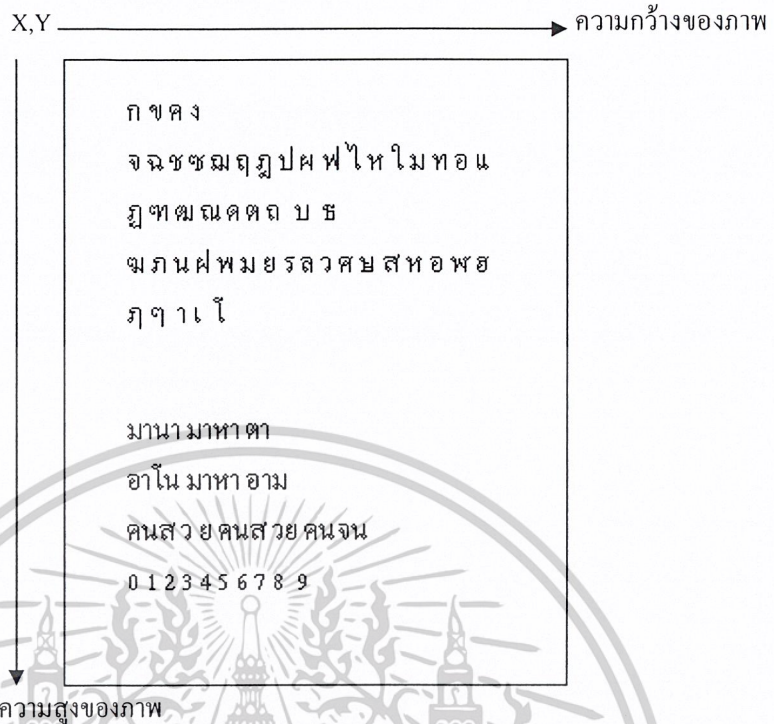 X,Y ความกว้างของภาพ
ก ข ค ง
จ ฉ ช ซ ฌ ฤ ฎ ป ผ ฟ ไ ห ใ ม ท อ แ
ฏ ฑ ฒ ณ ด ต ถ บ ธ
ฆ ภ น ฝ พ ม ย ร ล ว ศ ษ ส ห อ ฬ ฮ
ฦ ๆ า เ โ
มานา มาหา ตา
อาโน มาหา อาม
คนส ว ย คนส วย คนจน
0 1 2 3 4 5 6 7 8 9
ความสูงของภาพ